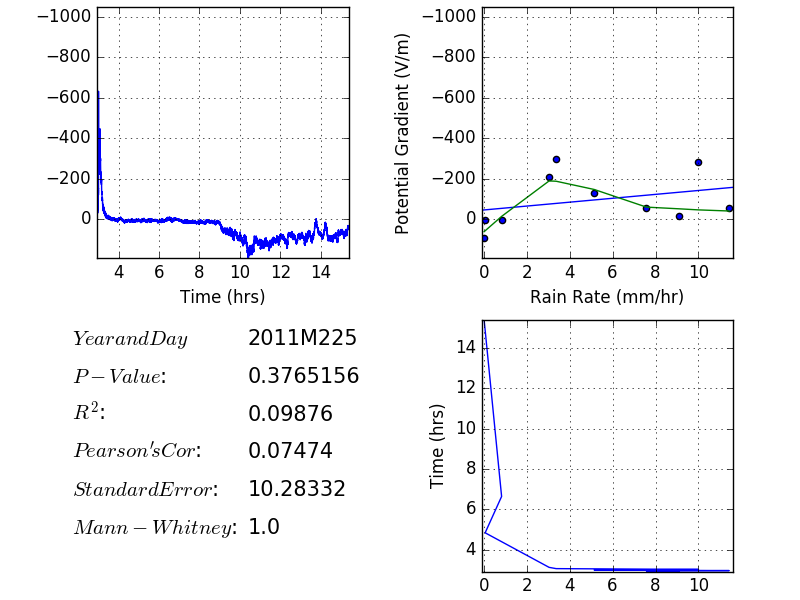 −1000
−800
−600
−400
−200
0
4 6 8 10 12 14
Time (hrs)
Potential Gradient (V/m)
−1000
−800
−600
−400
−200
0
0 2 4 6 8 10
Rain Rate (mm/hr)
YearandDay 2011M225
P−Value: 0.3765156
R²: 0.09876
Pearson'sCor: 0.07474
StandardError: 10.28332
Mann−Whitney: 1.0
Time (hrs)
14
12
10
8
6
4
0 2 4 6 8 10